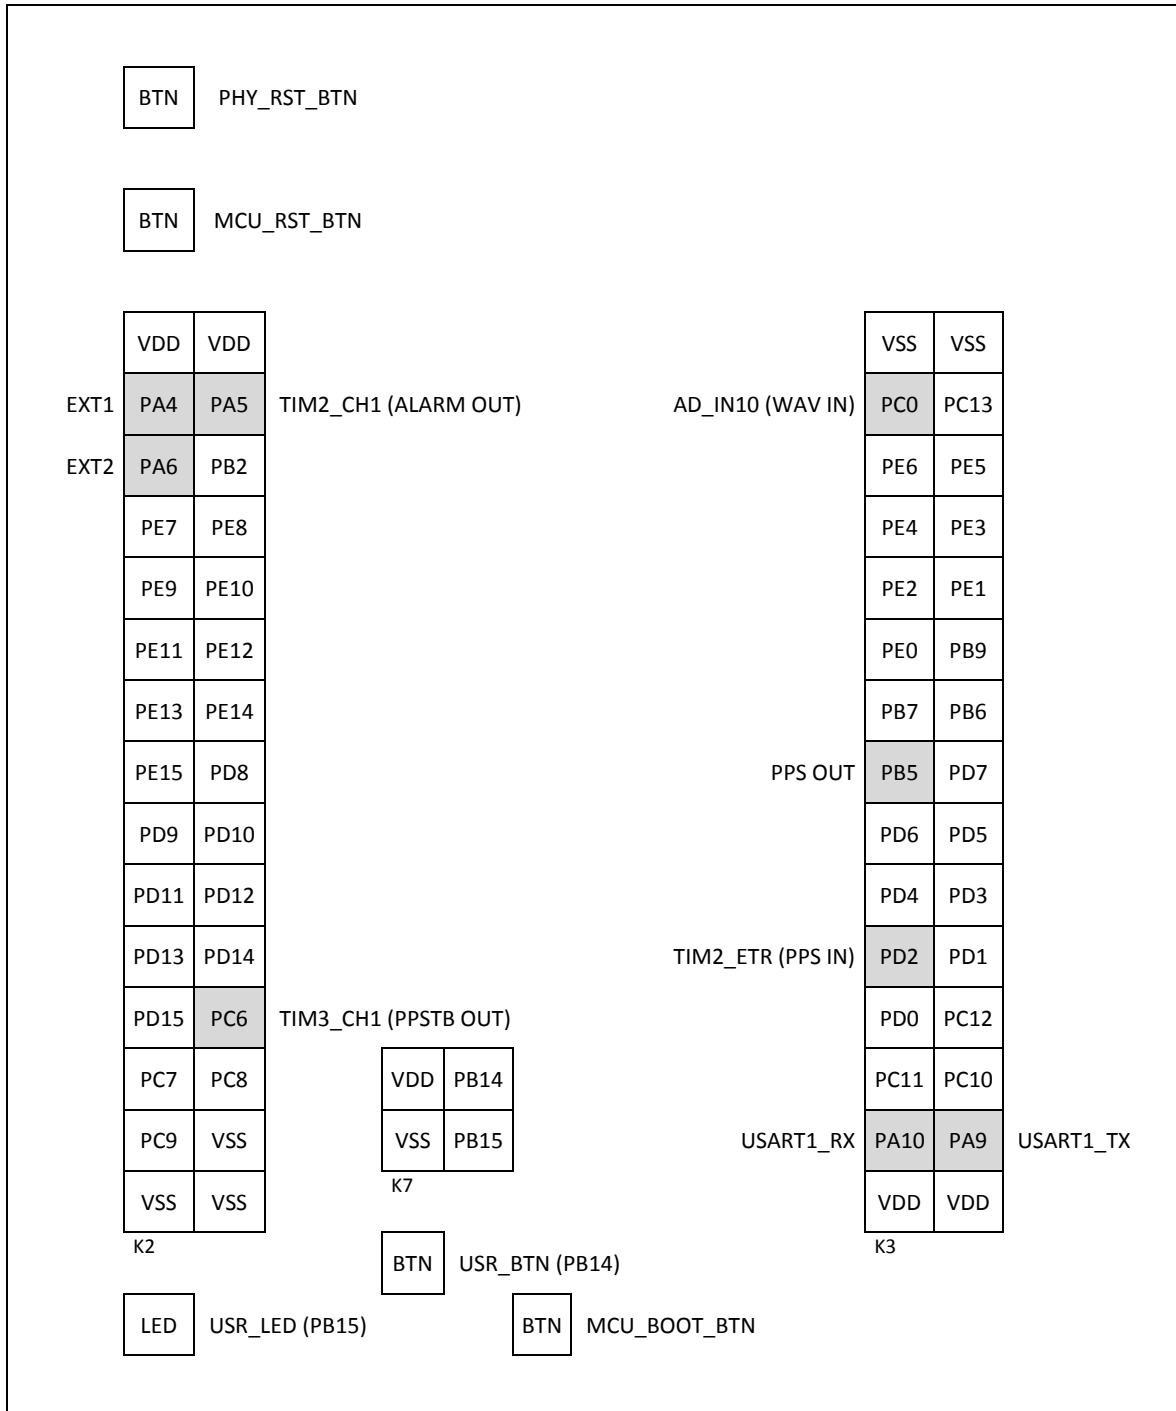 BTN PHY_RST_BTN
BTN MCU_RST_BTN
VDD VDD VSS VSS
EXT1 PA4 PA5 TIM2_CH1 (ALARM OUT) AD_IN10 (WAV IN) PC0 PC13
EXT2 PA6 PB2 PE6 PE5
PE7 PE8 PE4 PE3
PE9 PE10 PE2 PE1
PE11 PE12 PE0 PB9
PE13 PE14 PB7 PB6
PE15 PD8 PPS OUT PB5 PD7
PD9 PD10 PD6 PD5
PD11 PD12 PD4 PD3
PD13 PD14 TIM2_ETR (PPS IN) PD2 PD1
PD15 PC6 TIM3_CH1 (PPSTB OUT) PD0 PC12
PC7 PC8 VDD PB14 PC11 PC10
PC9 VSS VSS PB15 USART1_RX PA10 PA9 USART1_TX
K7
VSS VSS VDD VDD
K2 K3
BTN USR_BTN (PB14)
LED USR_LED (PB15) BTN MCU_BOOT_BTN